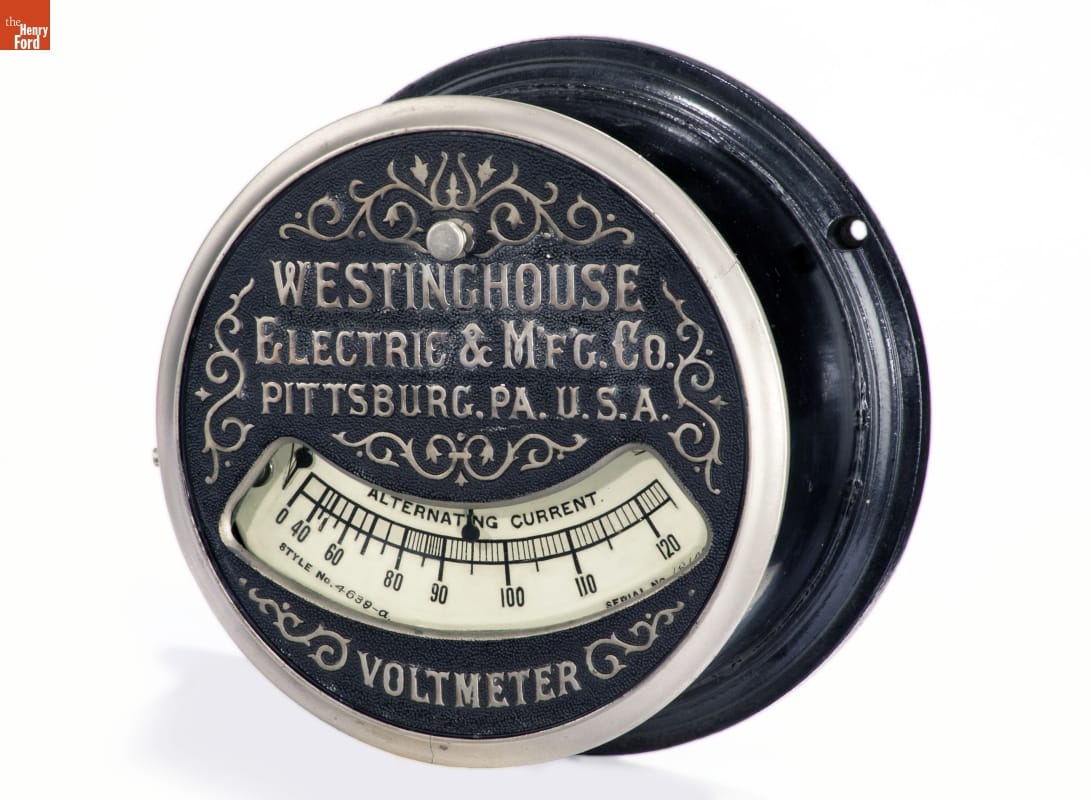 the
Henry
Ford
WESTINGHOUSE
ELECTRIC & M'F'G. CO.
PITTSBURG, PA. U.S.A.
ALTERNATING CURRENT.
0 40 60 80 90 100 110 120
STYLE No. 4639-a
SERIAL No.
VOLTMETER